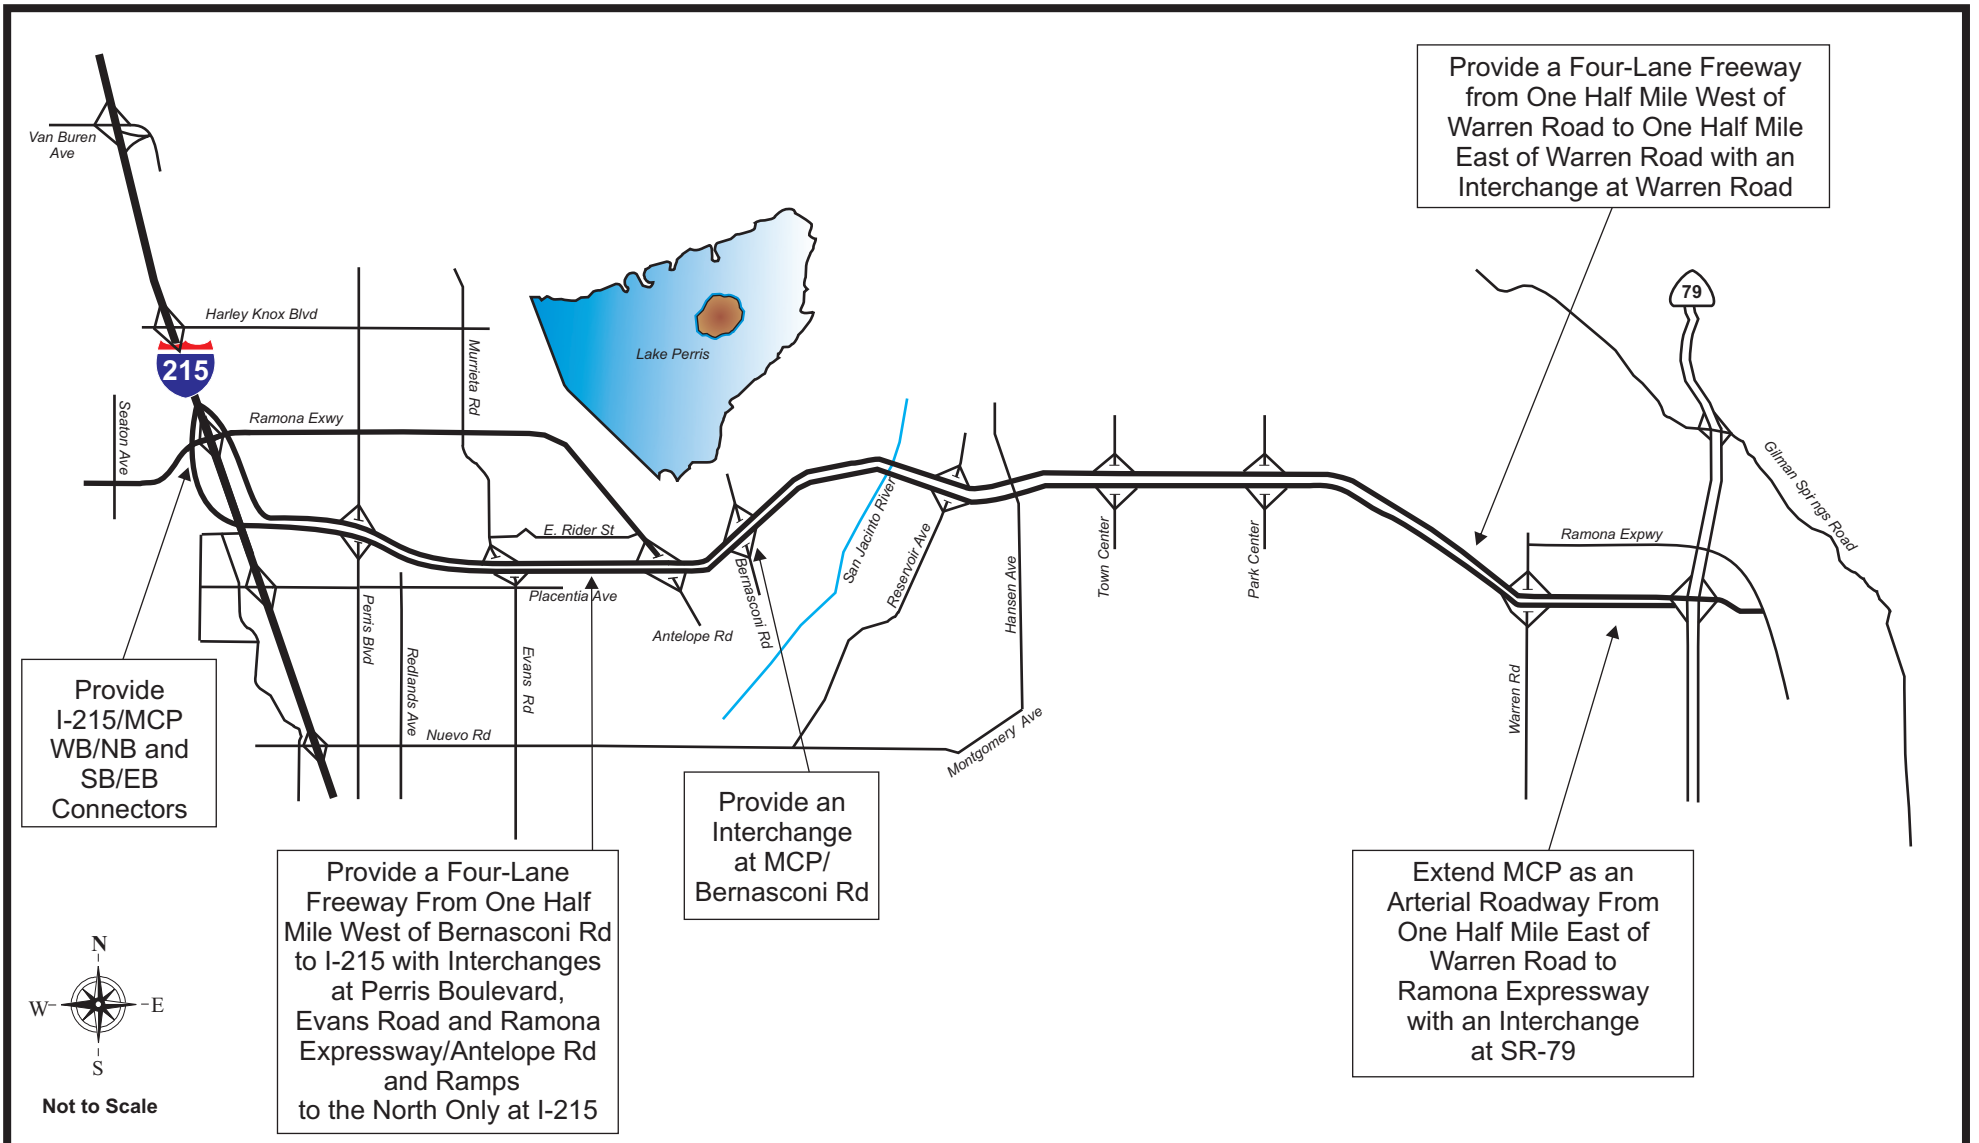 Provide a Four-Lane Freeway
from One Half Mile West of
Warren Road to One Half Mile
East of Warren Road with an
Interchange at Warren Road
Van Buren
Ave
79
Harley Knox Blvd
215
Lake Perris
Murrieta Rd
Seaton Ave
Ramona Exwy
Gilman Spirngs Road
E. Rider St
San Jacinto River
Reservoir Ave
Town Center
Park Center
Ramona Expwy
Hansen Ave
Bernasconi Rd
Placentia Ave
Perris Blvd
Antelope Rd
Redlands Ave
Evans Rd
Warren Rd
Nuevo Rd
Montgomery Ave
Provide
I-215/MCP
WB/NB and
SB/EB
Connectors
Provide an
Interchange
at MCP/
Bernasconi Rd
Provide a Four-Lane
Freeway From One Half
Mile West of Bernasconi Rd
to I-215 with Interchanges
at Perris Boulevard,
Evans Road and Ramona
Expressway/Antelope Rd
and Ramps
to the North Only at I-215
Extend MCP as an
Arterial Roadway From
One Half Mile East of
Warren Road to
Ramona Expressway
with an Interchange
at SR-79
N
W
E
S
Not to Scale